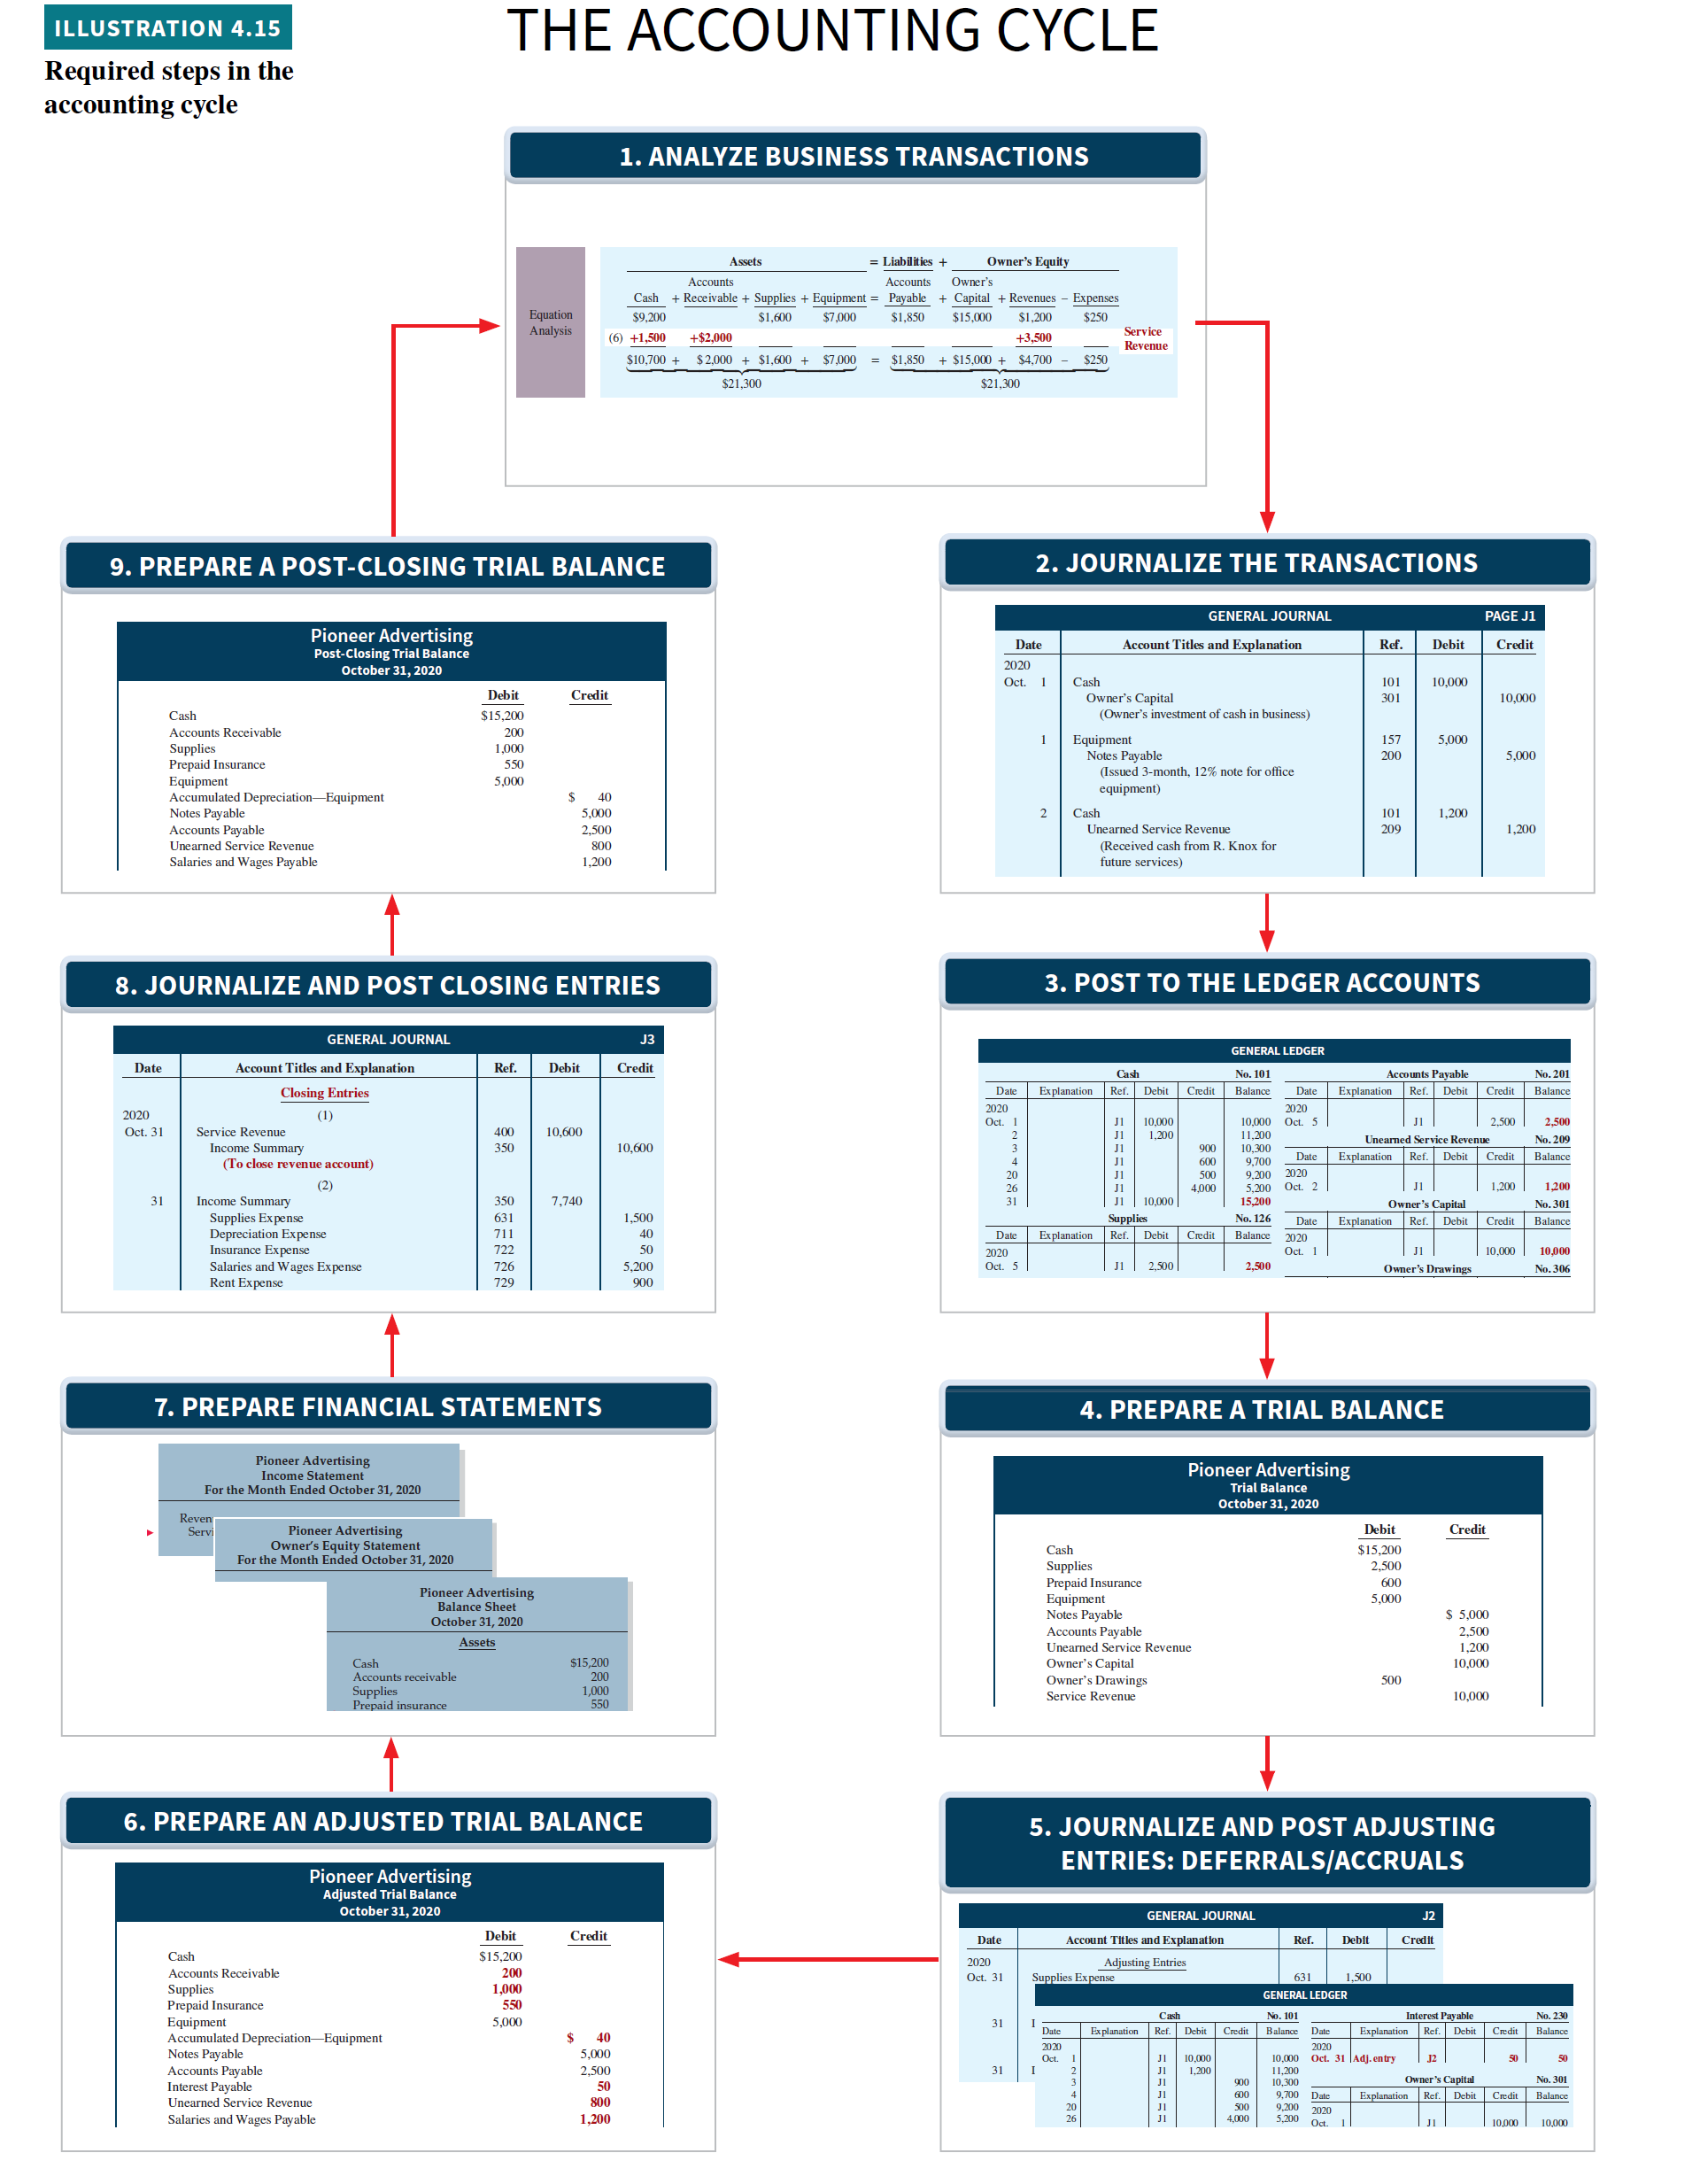 ILLUSTRATION 4.15
Required steps in the
accounting cycle
THE ACCOUNTING CYCLE
1. ANALYZE BUSINESS TRANSACTIONS
Equation
Analysis
Assets = Liabilities + Owner's Equity
Accounts Accounts Owner's
Cash + Receivable + Supplies + Equipment = Payable + Capital + Revenues – Expenses
$9,200 $1,600 $7,000 $1,850 $15,000 $1,200 $250
(6) +1,500 +$2,000 +3,500 Service
Revenue
$10,700 + $2,000 + $1,600 + $7,000 = $1,850 + $15,000 + $4,700 – $250
$21,300 $21,300
2. JOURNALIZE THE TRANSACTIONS
GENERAL JOURNAL PAGE J1
Date Account Titles and Explanation Ref. Debit Credit
2020
Oct. 1 Cash 101 10,000
Owner's Capital 301 10,000
(Owner's investment of cash in business)
1 Equipment 157 5,000
Notes Payable 200 5,000
(Issued 3-month, 12% note for office
equipment)
2 Cash 101 1,200
Unearned Service Revenue 209 1,200
(Received cash from R. Knox for
future services)
3. POST TO THE LEDGER ACCOUNTS
GENERAL LEDGER
Cash No. 101
Date Explanation Ref. Debit Credit Balance
2020
Oct. 1 J1 10,000 10,000
2 J1 1,200 11,200
3 J1 900 10,300
4 J1 600 9,700
20 J1 500 9,200
26 J1 4,000 5,200
31 J1 10,000 15,200
Supplies No. 126
Date Explanation Ref. Debit Credit Balance
2020
Oct. 5 J1 2,500 2,500
Accounts Payable No. 201
Date Explanation Ref. Debit Credit Balance
2020
Oct. 5 J1 2,500 2,500
Unearned Service Revenue No. 209
Date Explanation Ref. Debit Credit Balance
2020
Oct. 2 J1 1,200 1,200
Owner's Capital No. 301
Date Explanation Ref. Debit Credit Balance
2020
Oct. 1 J1 10,000 10,000
Owner's Drawings No. 306
4. PREPARE A TRIAL BALANCE
Pioneer Advertising
Trial Balance
October 31, 2020
Debit Credit
Cash $15,200
Supplies 2,500
Prepaid Insurance 600
Equipment 5,000
Notes Payable $ 5,000
Accounts Payable 2,500
Unearned Service Revenue 1,200
Owner's Capital 10,000
Owner's Drawings 500
Service Revenue 10,000
5. JOURNALIZE AND POST ADJUSTING
ENTRIES: DEFERRALS/ACCRUALS
GENERAL JOURNAL J2
Date Account Titles and Explanation Ref. Debit Credit
2020 Adjusting Entries
Oct. 31 Supplies Expense 631 1,500
31
31
GENERAL LEDGER
Cash No. 101
Date Explanation Ref. Debit Credit Balance
2020
Oct. 1 J1 10,000 10,000
2 J1 1,200 11,200
3 J1 900 10,300
4 J1 600 9,700
20 J1 500 9,200
26 J1 4,000 5,200
Interest Payable No. 230
Date Explanation Ref. Debit Credit Balance
2020
Oct. 31 Adj. entry J2 50 50
Owner's Capital No. 301
Date Explanation Ref. Debit Credit Balance
2020
Oct. 1 J1 10,000 10,000
6. PREPARE AN ADJUSTED TRIAL BALANCE
Pioneer Advertising
Adjusted Trial Balance
October 31, 2020
Debit Credit
Cash $15,200
Accounts Receivable 200
Supplies 1,000
Prepaid Insurance 550
Equipment 5,000
Accumulated Depreciation—Equipment $ 40
Notes Payable 5,000
Accounts Payable 2,500
Interest Payable 50
Unearned Service Revenue 800
Salaries and Wages Payable 1,200
7. PREPARE FINANCIAL STATEMENTS
Pioneer Advertising
Income Statement
For the Month Ended October 31, 2020
Reven
Servi
Pioneer Advertising
Owner's Equity Statement
For the Month Ended October 31, 2020
Pioneer Advertising
Balance Sheet
October 31, 2020
Assets
Cash $15,200
Accounts receivable 200
Supplies 1,000
Prepaid insurance 550
8. JOURNALIZE AND POST CLOSING ENTRIES
GENERAL JOURNAL J3
Date Account Titles and Explanation Ref. Debit Credit
Closing Entries
2020 (1)
Oct. 31 Service Revenue 400 10,600
Income Summary 350 10,600
(To close revenue account)
(2)
31 Income Summary 350 7,740
Supplies Expense 631 1,500
Depreciation Expense 711 40
Insurance Expense 722 50
Salaries and Wages Expense 726 5,200
Rent Expense 729 900
9. PREPARE A POST-CLOSING TRIAL BALANCE
Pioneer Advertising
Post-Closing Trial Balance
October 31, 2020
Debit Credit
Cash $15,200
Accounts Receivable 200
Supplies 1,000
Prepaid Insurance 550
Equipment 5,000
Accumulated Depreciation—Equipment $ 40
Notes Payable 5,000
Accounts Payable 2,500
Unearned Service Revenue 800
Salaries and Wages Payable 1,200